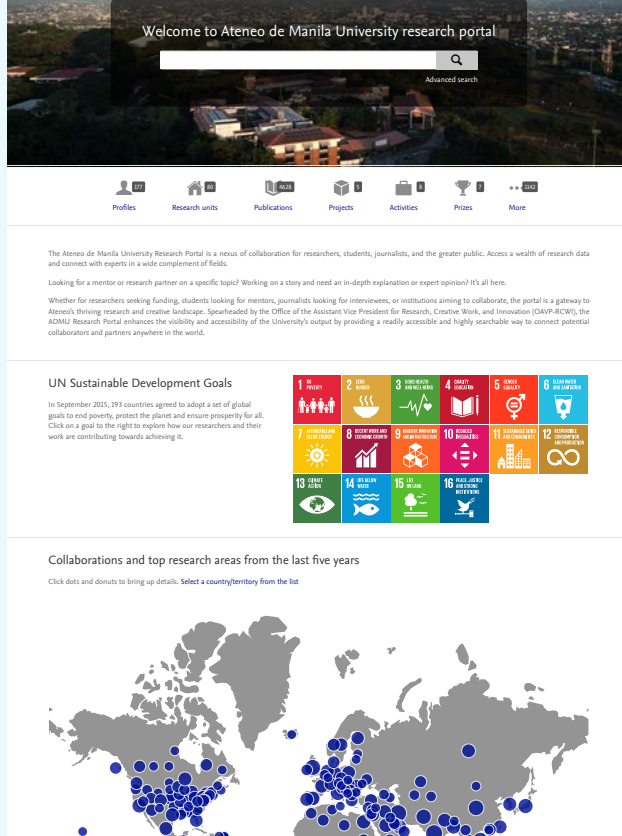 Welcome to Ateneo de Manila University research portal
Advanced search
177
80
4628
5
8
7
1142
Profiles
Research units
Publications
Projects
Activities
Prizes
More
The Ateneo de Manila University Research Portal is a nexus of collaboration for researchers, students, journalists, and the greater public. Access a wealth of research data
and connect with experts in a wide complement of fields.
Looking for a mentor or research partner on a specific topic? Working on a story and need an in-depth explanation or expert opinion? It's all here.
Whether for researchers seeking funding, students looking for mentors, journalists looking for interviewees, or institutions aiming to collaborate, the portal is a gateway to
Ateneo's thriving research and creative landscape. Spearheaded by the Office of the Assistant Vice President for Research, Creative Work, and Innovation (OAVP-RCWI), the
ADMU Research Portal enhances the visibility and accessibility of the University's output by providing a readily accessible and highly searchable way to connect potential
collaborators and partners anywhere in the world.
UN Sustainable Development Goals
In September 2015, 193 countries agreed to adopt a set of global
goals to end poverty, protect the planet and ensure prosperity for all.
Click on a goal to the right to explore how our researchers and their
work are contributing towards achieving it.
1 NO
POVERTY
2 ZERO
HUNGER
3 GOOD HEALTH
AND WELL-BEING
4 QUALITY
EDUCATION
5 GENDER
EQUALITY
6 CLEAN WATER
AND SANITATION
7 AFFORDABLE AND
CLEAN ENERGY
8 DECENT WORK AND
ECONOMIC GROWTH
9 INDUSTRY, INNOVATION
AND INFRASTRUCTURE
10 REDUCED
INEQUALITIES
11 SUSTAINABLE CITIES
AND COMMUNITIES
12 RESPONSIBLE
CONSUMPTION
AND PRODUCTION
13 CLIMATE
ACTION
14 LIFE BELOW
WATER
15 LIFE
ON LAND
16 PEACE, JUSTICE
AND STRONG
INSTITUTIONS
Collaborations and top research areas from the last five years
Click dots and donuts to bring up details. Select a country/territory from the list